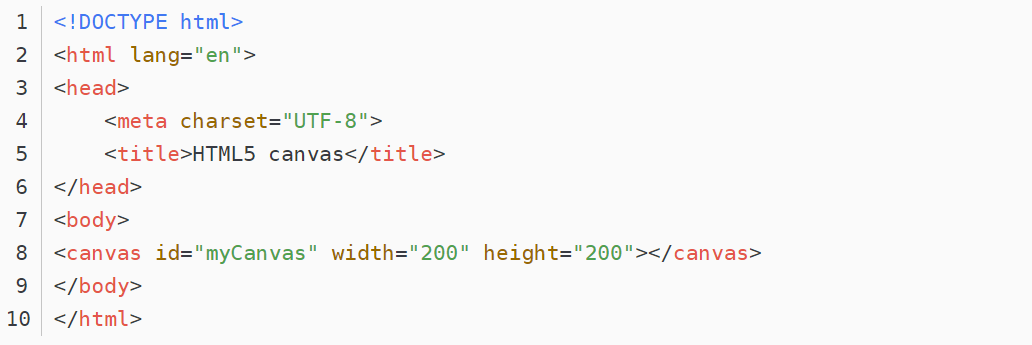 1 <!DOCTYPE html>
2 <html lang="en">
3 <head>
4     <meta charset="UTF-8">
5     <title>HTML5 canvas</title>
6 </head>
7 <body>
8 <canvas id="myCanvas" width="200" height="200"></canvas>
9 </body>
10 </html>